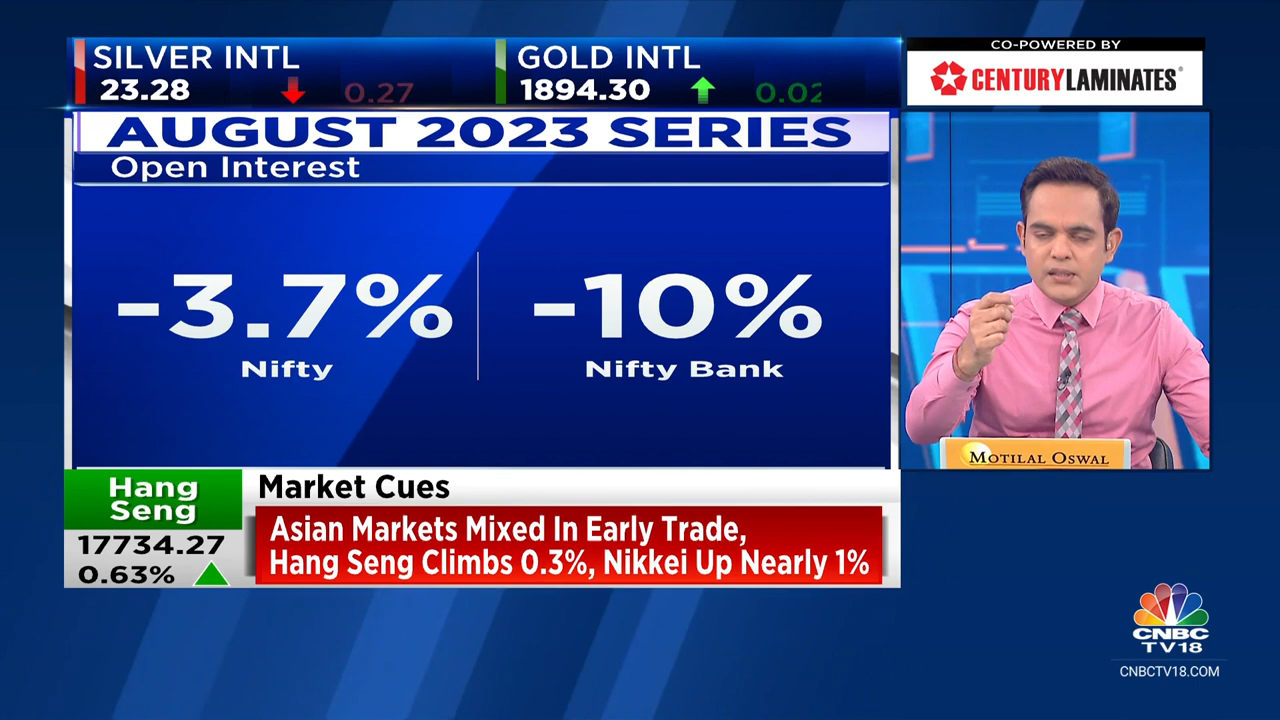 SILVER INTL
23.28 0.27
GOLD INTL
1894.30 0.02
CO-POWERED BY
CENTURYLAMINATES®
AUGUST 2023 SERIES
Open Interest
-3.7%
Nifty
-10%
Nifty Bank
MOTILAL OSWAL
Hang
Seng
17734.27
0.63%
Market Cues
Asian Markets Mixed In Early Trade,
Hang Seng Climbs 0.3%, Nikkei Up Nearly 1%
CNBC
TV18
CNBCTV18.COM